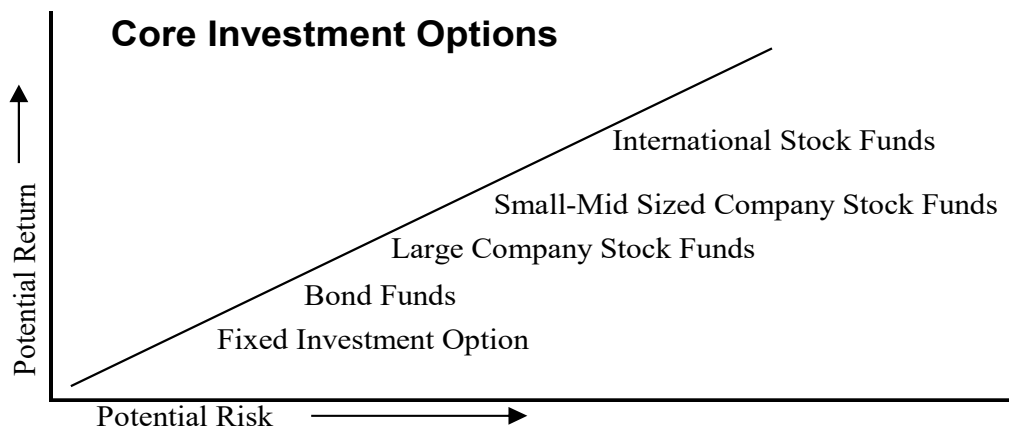 Core Investment Options
International Stock Funds
Small-Mid Sized Company Stock Funds
Large Company Stock Funds
Bond Funds
Fixed Investment Option
Potential Return
Potential Risk